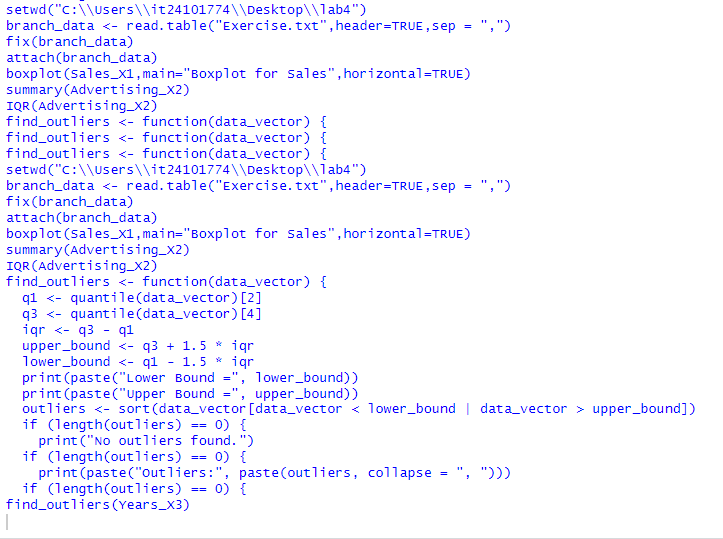 setwd("C:\\Users\\it24101774\\Desktop\\lab4")
branch_data <- read.table("Exercise.txt",header=TRUE,sep = ",")
fix(branch_data)
attach(branch_data)
boxplot(Sales_X1,main="Boxplot for Sales",horizontal=TRUE)
summary(Advertising_X2)
IQR(Advertising_X2)
find_outliers <- function(data_vector) {
find_outliers <- function(data_vector) {
find_outliers <- function(data_vector) {
setwd("C:\\Users\\it24101774\\Desktop\\lab4")
branch_data <- read.table("Exercise.txt",header=TRUE,sep = ",")
fix(branch_data)
attach(branch_data)
boxplot(Sales_X1,main="Boxplot for Sales",horizontal=TRUE)
summary(Advertising_X2)
IQR(Advertising_X2)
find_outliers <- function(data_vector) {
  q1 <- quantile(data_vector)[2]
  q3 <- quantile(data_vector)[4]
  iqr <- q3 - q1
  upper_bound <- q3 + 1.5 * iqr
  lower_bound <- q1 - 1.5 * iqr
  print(paste("Lower Bound =", lower_bound))
  print(paste("Upper Bound =", upper_bound))
  outliers <- sort(data_vector[data_vector < lower_bound | data_vector > upper_bound])
  if (length(outliers) == 0) {
    print("No outliers found.")
  if (length(outliers) == 0) {
    print(paste("Outliers:", paste(outliers, collapse = ", ")))
  if (length(outliers) == 0) {
find_outliers(Years_X3)